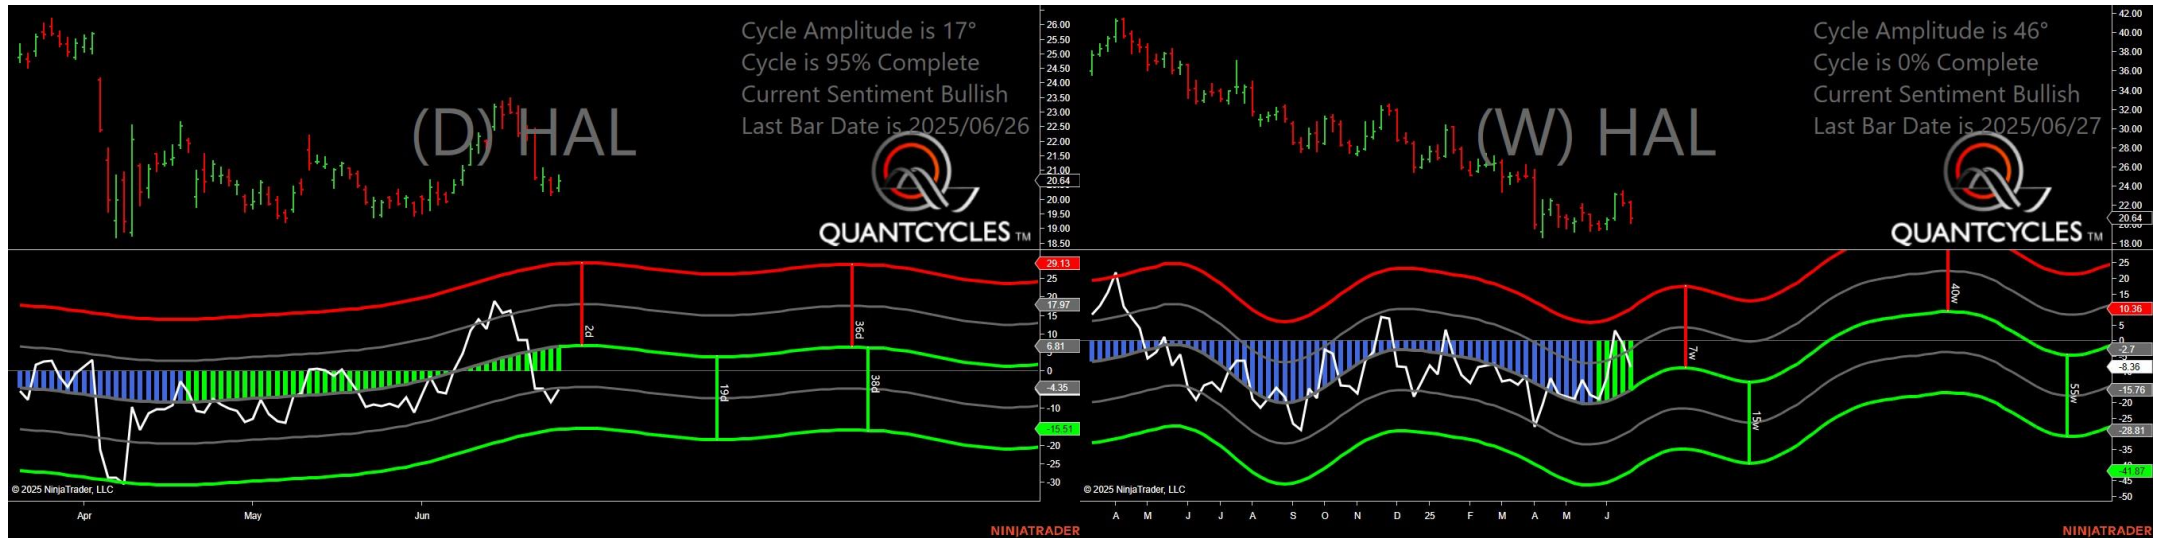 Cycle Amplitude is 17°
Cycle is 95% Complete
Current Sentiment Bullish
Last Bar Date is 2025/06/26
(D) HAL
QUANTCYCLES TM
26.00
25.50
25.00
24.50
24.00
23.50
23.00
22.50
22.00
21.50
21.00
20.64
20.00
19.50
19.00
18.50
29.13
25
20
17.97
15
10
6.81
0
-4.35
-10
-15.51
-20
-25
-30
2d
19d
36d
38d
© 2025 NinjaTrader, LLC
Apr May Jun
NINJATRADER
Cycle Amplitude is 46°
Cycle is 0% Complete
Current Sentiment Bullish
Last Bar Date is 2025/06/27
(W) HAL
QUANTCYCLES TM
42.00
40.00
38.00
36.00
34.00
32.00
30.00
28.00
26.00
24.00
22.00
20.64
18.00
25
20
15
10.36
5
0
-2.7
-8.36
-15.76
-20
-25
-28.81
-35
-41.87
-45
-50
7w
15w
40w
55w
© 2025 NinjaTrader, LLC
A M J J A S O N D 25 F M A M J
NINJATRADER